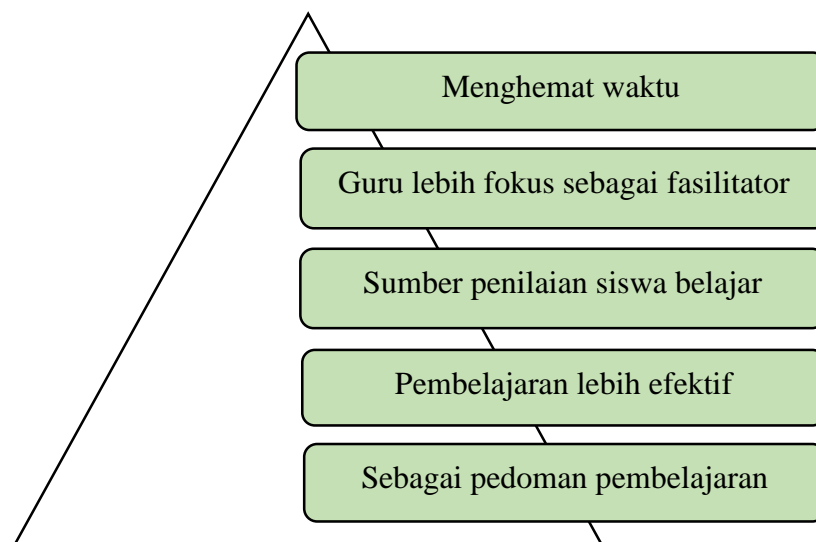 Menghemat waktu
Guru lebih fokus sebagai fasilitator
Sumber penilaian siswa belajar
Pembelajaran lebih efektif
Sebagai pedoman pembelajaran